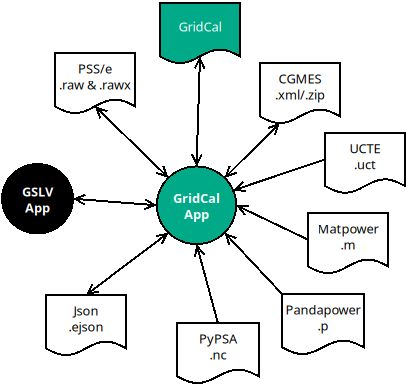 GridCal
PSS/e
.raw & .rawx
CGMES
.xml/.zip
UCTE
.uct
GSLV
App
GridCal
App
Matpower
.m
Json
.ejson
Pandapower
.p
PyPSA
.nc